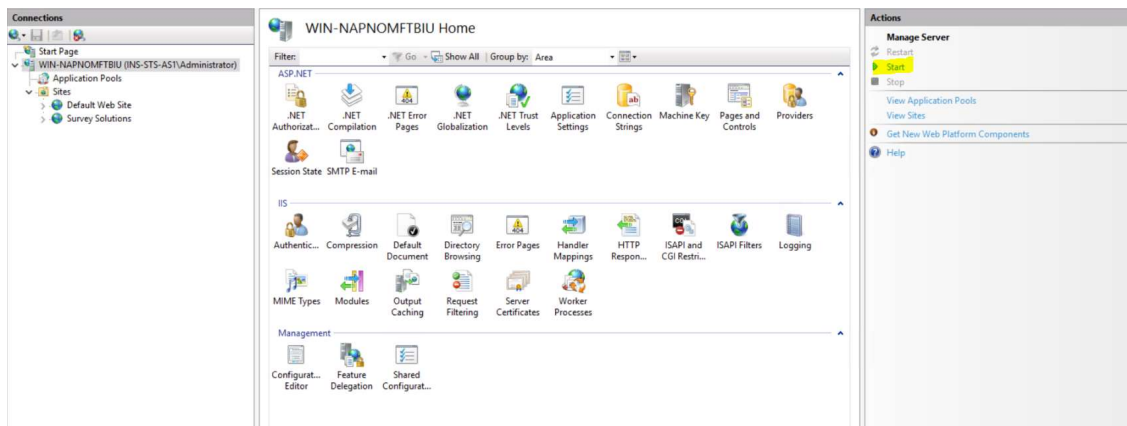 Connections
Start Page
WIN-NAPNOMFTBIU (INS-STS-AS1\Administrator)
Application Pools
Sites
Default Web Site
Survey Solutions
WIN-NAPNOMFTBIU Home
Filter: Go Show All Group by: Area
ASP.NET
.NET Authorizat...
.NET Compilation
.NET Error Pages
.NET Globalization
.NET Trust Levels
Application Settings
Connection Strings
Machine Key
Pages and Controls
Providers
Session State
SMTP E-mail
IIS
Authentic...
Compression
Default Document
Directory Browsing
Error Pages
Handler Mappings
HTTP Respon...
ISAPI and CGI Restri...
ISAPI Filters
Logging
MIME Types
Modules
Output Caching
Request Filtering
Server Certificates
Worker Processes
Management
Configurat... Editor
Feature Delegation
Shared Configurat...
Actions
Manage Server
Restart
Start
Stop
View Application Pools
View Sites
Get New Web Platform Components
Help